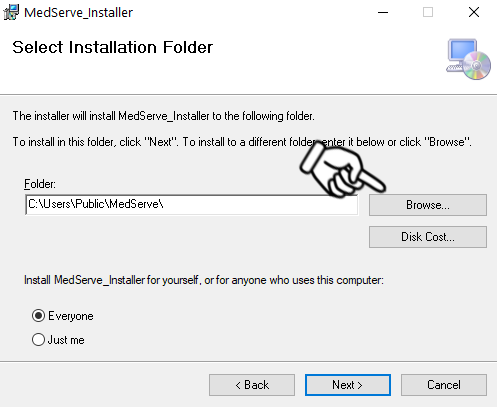 MedServe_Installer
Select Installation Folder
The installer will install MedServe_Installer to the following folder.
To install in this folder, click "Next". To install to a different folder, enter it below or click "Browse".
Folder:
C:\Users\Public\MedServe\
Browse...
Disk Cost...
Install MedServe_Installer for yourself, or for anyone who uses this computer:
Everyone
Just me
< Back
Next >
Cancel